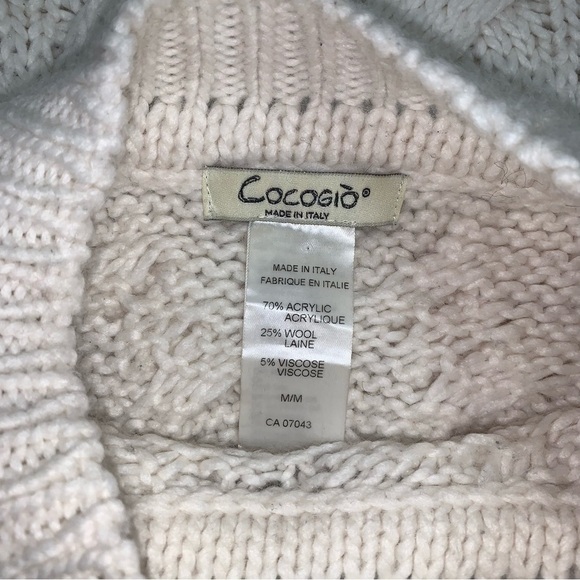 COCOGIÒ®
MADE IN ITALY
MADE IN ITALY
FABRIQUE EN ITALIE
70% ACRYLIC
ACRYLIQUE
25% WOOL
LAINE
5% VISCOSE
VISCOSE
M/M
CA 07043